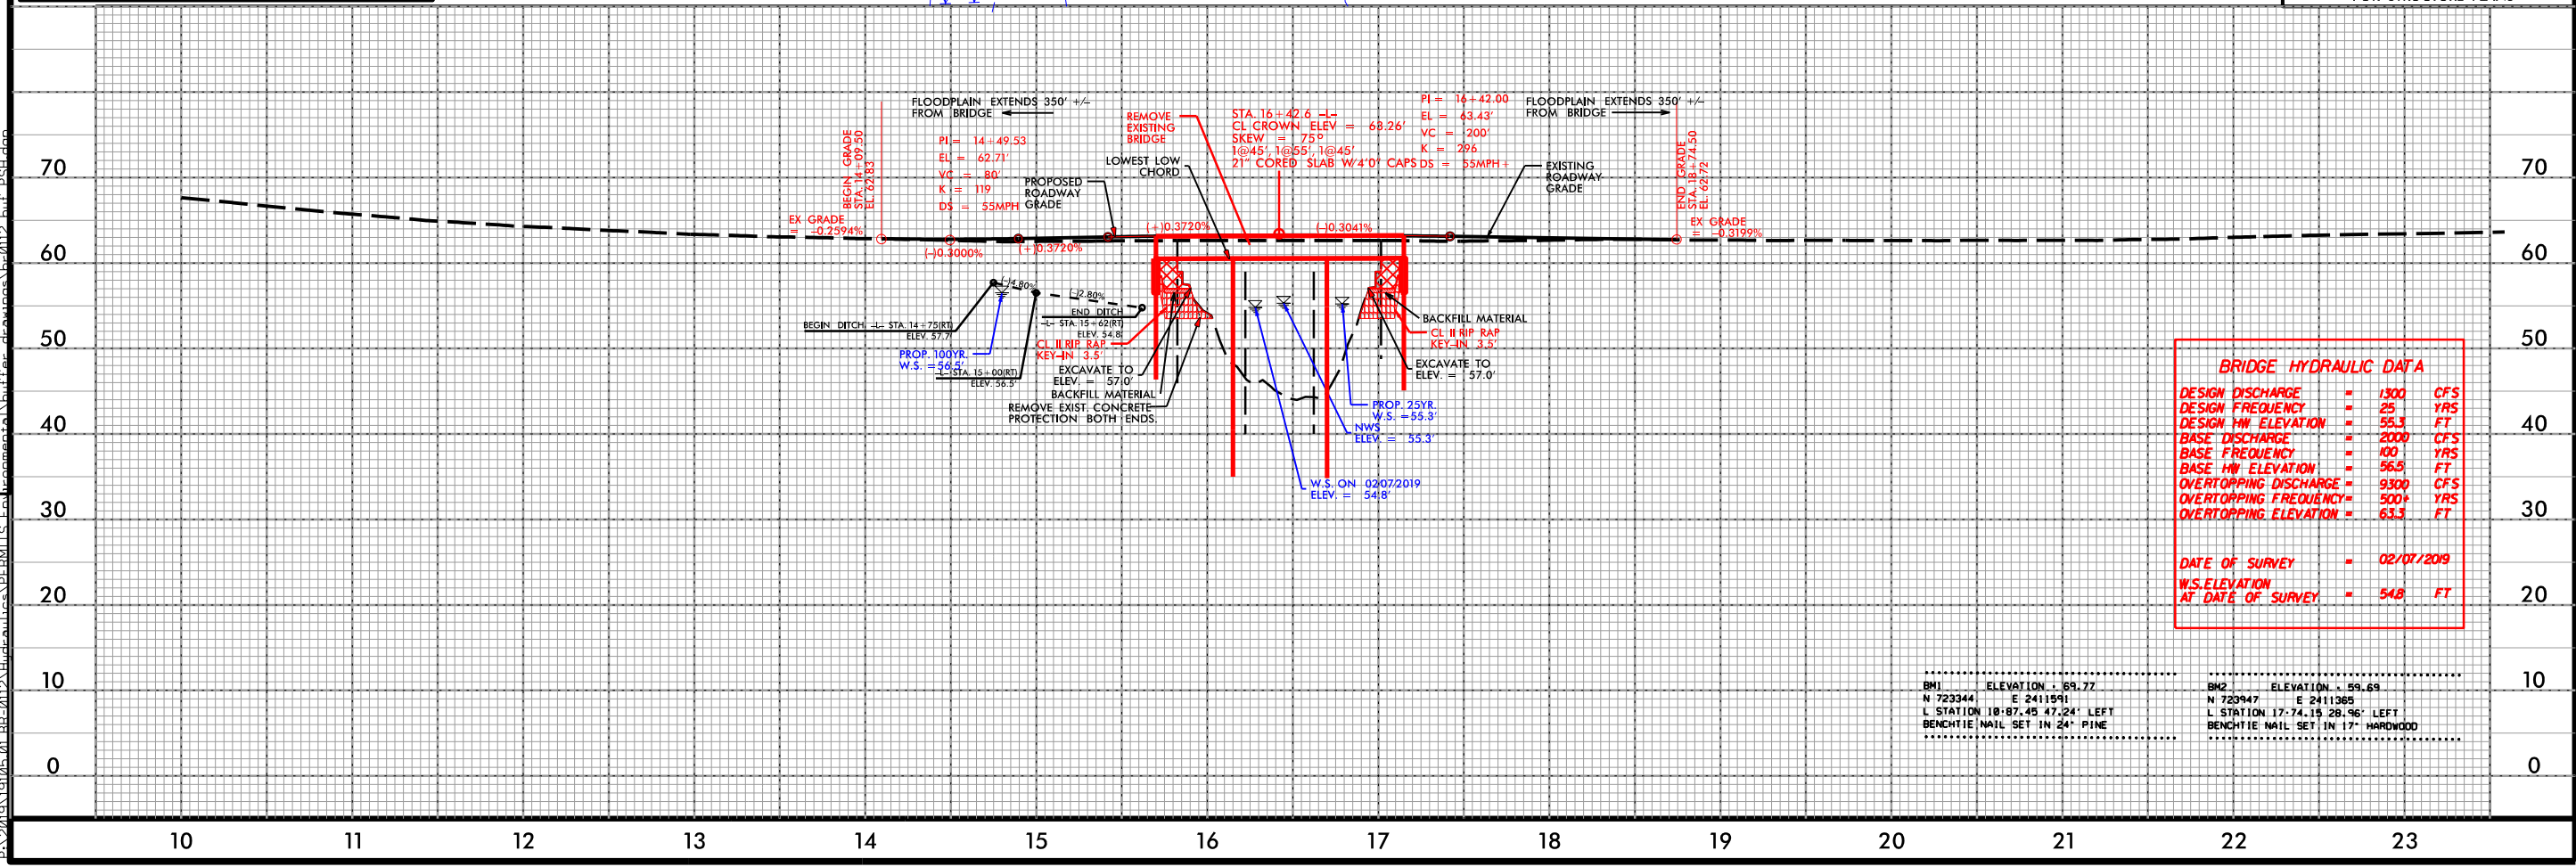 FLOODPLAIN EXTENDS 350' +/-
FROM BRIDGE
BEGIN GRADE
STA. 14+09.50
EL. 62.83
PI = 14+49.53
EL = 62.71'
VC = 80'
K = 119
DS = 55MPH
PROPOSED
ROADWAY
GRADE
REMOVE
EXISTING
BRIDGE
LOWEST LOW
CHORD
STA. 16+42.6 -L-
CL CROWN ELEV = 63.26'
SKEW = 75°
1@45', 1@55', 1@45'
21" CORED SLAB W/4'0" CAPS
PI = 16+42.00
EL = 63.43'
VC = 200'
K = 296
DS = 55MPH+
FLOODPLAIN EXTENDS 350' +/-
FROM BRIDGE
EXISTING
ROADWAY
GRADE
END GRADE
STA. 18+74.50
EL. 62.72
EX GRADE
= -0.2594%
(-)0.3000%
(+)0.3720%
(+)0.3720%
(-)0.3041%
EX GRADE
= -0.3199%
(-)4.80%
(-)2.80%
BEGIN DITCH -L- STA. 14+75(RT)
ELEV. 57.7'
END DITCH
-L- STA. 15+62(RT)
ELEV. 54.8'
PROP. 100YR.
W.S. =56.5'
-L- STA. 15+00(RT)
ELEV. 56.5'
CL II RIP RAP
KEY-IN 3.5'
EXCAVATE TO
ELEV. = 57.0'
BACKFILL MATERIAL
REMOVE EXIST. CONCRETE
PROTECTION BOTH ENDS.
BACKFILL MATERIAL
CL II RIP RAP
KEY-IN 3.5'
EXCAVATE TO
ELEV. = 57.0'
PROP. 25YR.
W.S. =55.3'
NWS
ELEV. = 55.3'
W.S. ON 02/07/2019
ELEV. = 54.8'
BRIDGE HYDRAULIC DATA
DESIGN DISCHARGE = 1300 CFS
DESIGN FREQUENCY = 25 YRS
DESIGN HW ELEVATION = 55.3 FT
BASE DISCHARGE = 2000 CFS
BASE FREQUENCY = 100 YRS
BASE HW ELEVATION = 56.5 FT
OVERTOPPING DISCHARGE = 9300 CFS
OVERTOPPING FREQUENCY = 500+ YRS
OVERTOPPING ELEVATION = 63.3 FT
DATE OF SURVEY = 02/07/2019
W.S.ELEVATION
AT DATE OF SURVEY = 54.8 FT
BM1 ELEVATION = 69.77
N 723344 E 2411591
L STATION 10+87.45 47.24' LEFT
BENCHTIE NAIL SET IN 24" PINE
BM2 ELEVATION = 59.69
N 723947 E 2411365
L STATION 17+74.15 28.96' LEFT
BENCHTIE NAIL SET IN 17" HARDWOOD
70 70
60 60
50 50
40 40
30 30
20 20
10 10
0 0
10 11 12 13 14 15 16 17 18 19 20 21 22 23